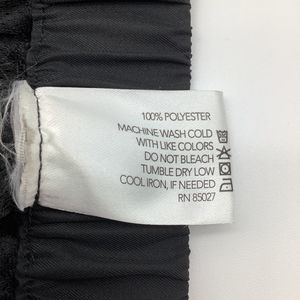 100% POLYESTER
MACHINE WASH COLD
WITH LIKE COLORS
DO NOT BLEACH
TUMBLE DRY LOW
COOL IRON, IF NEEDED
RN 85027